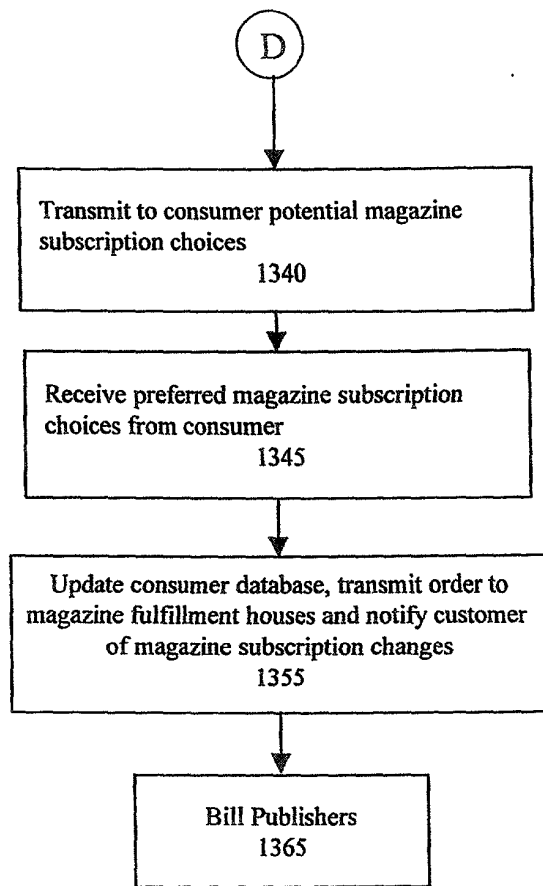 D
Transmit to consumer potential magazine
subscription choices
1340
Receive preferred magazine subscription
choices from consumer
1345
Update consumer database, transmit order to
magazine fulfillment houses and notify customer
of magazine subscription changes
1355
Bill Publishers
1365